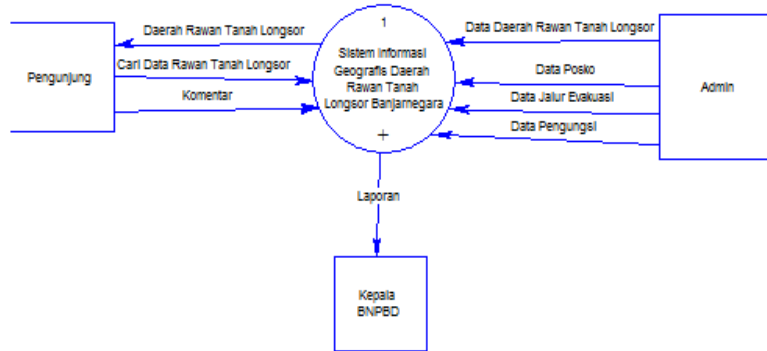 1
Daerah Rawan Tanah Longsor
Data Daerah Rawan Tanah Longsor
Sistem Informasi
Geografis Daerah
Rawan Tanah
Longsor Banjarnegara
Pengunjung
Cari Data Rawan Tanah Longsor
Komentar
Data Posko
Data Jalur Evakuasi
Data Pengungsi
Admin
+
Laporan
Kepala
BNPBD